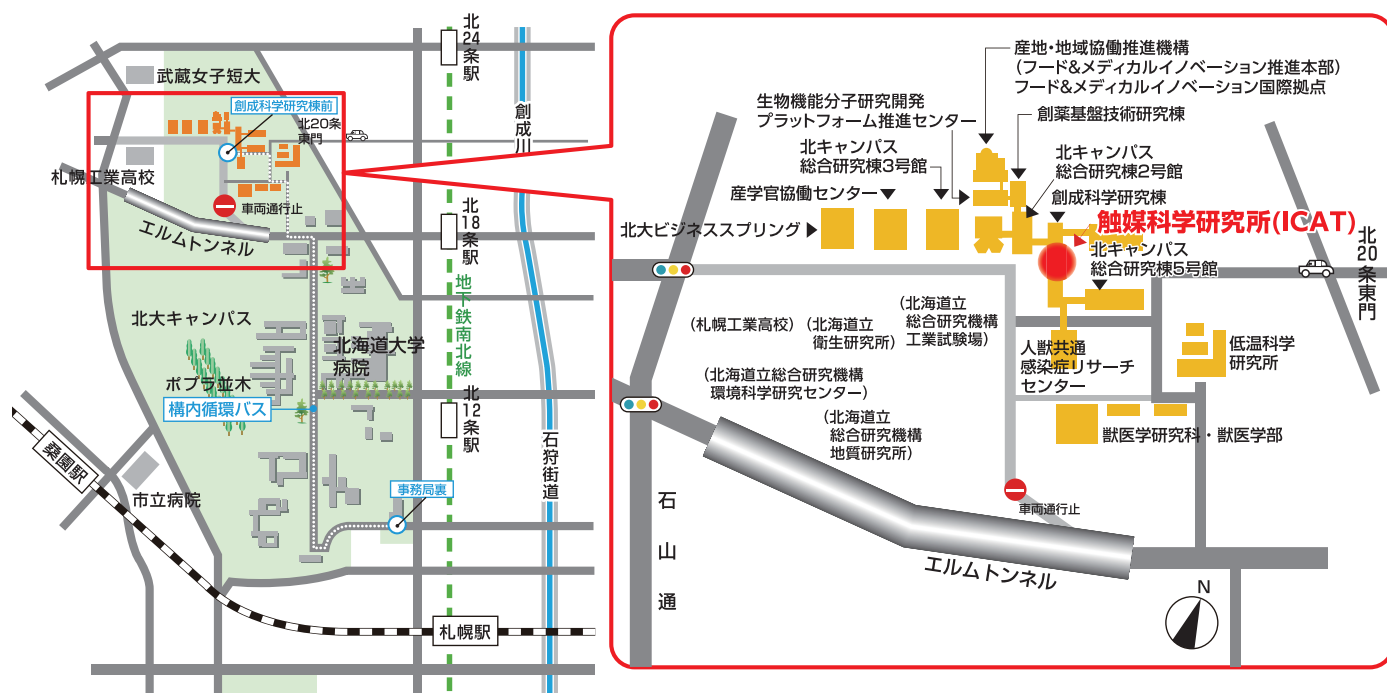 北24条駅
武蔵女子短大
創成科学研究棟前
北20条
東門
創成川
札幌工業高校
車両通行止
エルムトンネル
北18条駅
地下鉄南北線
北大キャンパス
北海道大学
病院
ポプラ並木
構内循環バス
北12条駅
石狩街道
桑園駅
市立病院
事務局裏
札幌駅
産地・地域協働推進機構
(フード&メディカルイノベーション推進本部)
フード&メディカルイノベーション国際拠点
生物機能分子研究開発
プラットフォーム推進センター
創薬基盤技術研究棟
北キャンパス
総合研究棟3号館
北キャンパス
総合研究棟2号館
産学官協働センター
創成科学研究棟
北大ビジネススプリング
触媒科学研究所(ICAT)
北キャンパス
総合研究棟5号館
北20条東門
(札幌工業高校)
(北海道立
衛生研究所)
(北海道立
総合研究機構
工業試験場)
人獣共通
感染症リサーチ
センター
低温科学
研究所
(北海道立総合研究機構
環境科学研究センター)
(北海道立
総合研究機構
地質研究所)
獣医学研究科・獣医学部
石山通
車両通行止
エルムトンネル
N